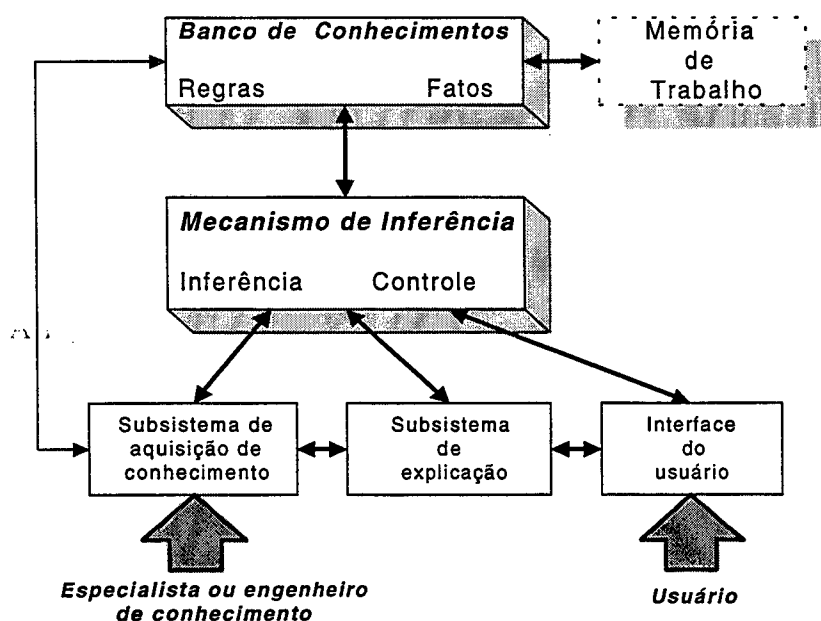 Banco de Conhecimentos
Regras Fatos
Memória
de
Trabalho
Mecanismo de Inferência
Inferência Controle
Subsistema de
aquisição de
conhecimento
Subsistema
de
explicação
Interface
do
usuário
Especialista ou engenheiro
de conhecimento
Usuário